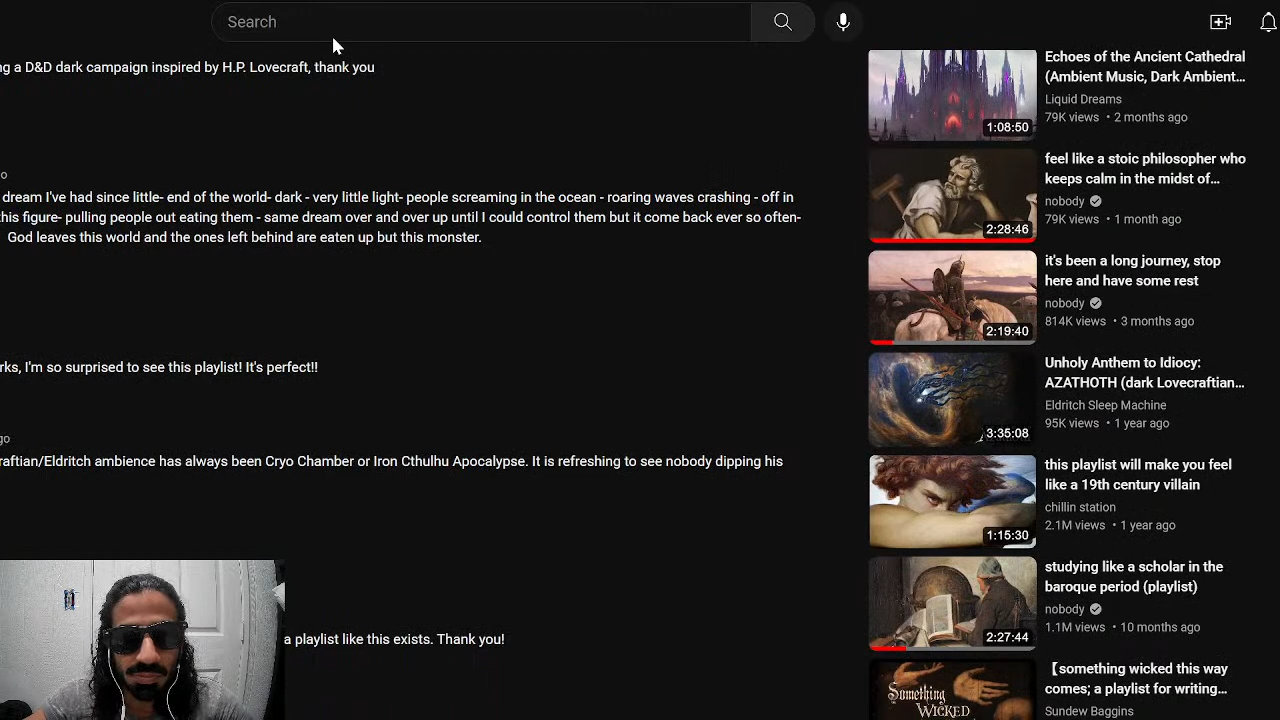 Search
ng a D&D dark campaign inspired by H.P. Lovecraft, thank you
o
dream I've had since little- end of the world- dark - very little light- people screaming in the ocean - roaring waves crashing - off in
his figure- pulling people out eating them - same dream over and over up until I could control them but it come back ever so often-
God leaves this world and the ones left behind are eaten up but this monster.
rks, I'm so surprised to see this playlist! It's perfect!!
go
raftian/Eldritch ambience has always been Cryo Chamber or Iron Cthulhu Apocalypse. It is refreshing to see nobody dipping his
a playlist like this exists. Thank you!
Echoes of the Ancient Cathedral
(Ambient Music, Dark Ambient...
Liquid Dreams
79K views • 2 months ago
1:08:50
feel like a stoic philosopher who
keeps calm in the midst of...
nobody
79K views • 1 month ago
2:28:46
it's been a long journey, stop
here and have some rest
nobody
814K views • 3 months ago
2:19:40
Unholy Anthem to Idiocy:
AZATHOTH (dark Lovecraftian...
Eldritch Sleep Machine
95K views • 1 year ago
3:35:08
this playlist will make you feel
like a 19th century villain
chillin station
2.1M views • 1 year ago
1:15:30
studying like a scholar in the
baroque period (playlist)
nobody
1.1M views • 10 months ago
2:27:44
【something wicked this way
comes; a playlist for writing...
Sundew Baggins
Something
WICKED